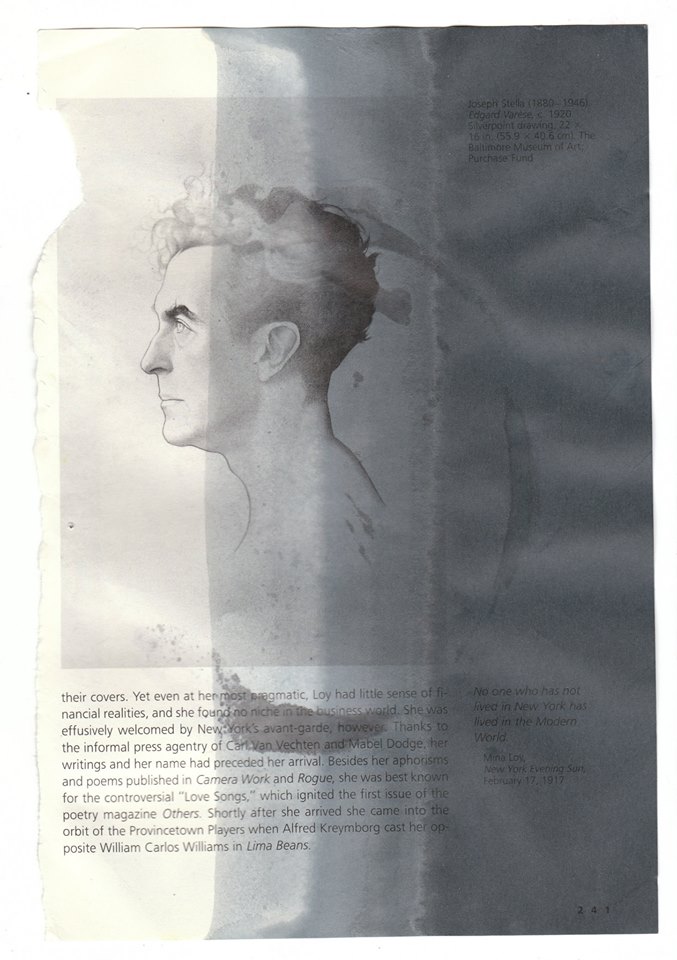 Joseph Stella (1880–1946)
Edgard Varèse, c. 1920
Silverpoint drawing, 22 ×
16 in. (55.9 × 40.6 cm). The
Baltimore Museum of Art;
Purchase Fund
their covers. Yet even at her most pragmatic, Loy had little sense of fi-
nancial realities, and she found no niche in the business world. She was
effusively welcomed by New York's avant-garde, however. Thanks to
the informal press agentry of Carl Van Vechten and Mabel Dodge, her
writings and her name had preceded her arrival. Besides her aphorisms
and poems published in Camera Work and Rogue, she was best known
for the controversial "Love Songs," which ignited the first issue of the
poetry magazine Others. Shortly after she arrived she came into the
orbit of the Provincetown Players when Alfred Kreymborg cast her op-
posite William Carlos Williams in Lima Beans.
No one who has not
lived in New York has
lived in the Modern
World.
Mina Loy,
New York Evening Sun,
February 17, 1917
2 4 1